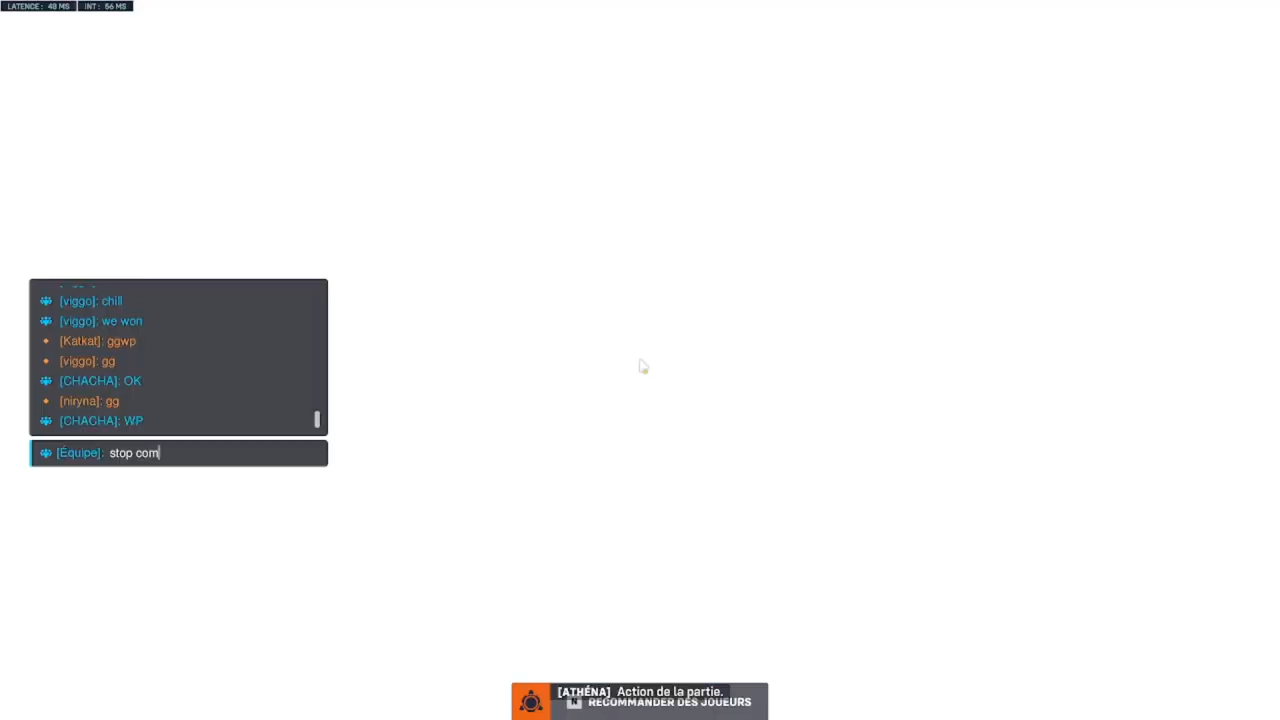 LATENCE : 48 MS INT : 56 MS
[viggo]: chill
[viggo]: we won
[Katkat]: ggwp
[viggo]: gg
[CHACHA]: OK
[niryna]: gg
[CHACHA]: WP
[Équipe]: stop com
[ATHÉNA] Action de la partie.
N RECOMMANDER DES JOUEURS